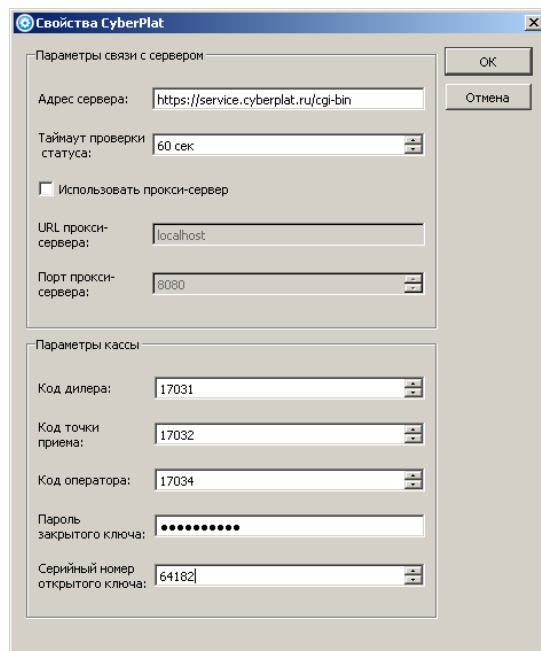 Свойства CyberPlat
Параметры связи с сервером
OK
Отмена
Адрес сервера: https://service.cyberplat.ru/cgi-bin
Таймаут проверки
статуса: 60 сек
Использовать прокси-сервер
URL прокси-
сервера: localhost
Порт прокси-
сервера: 8080
Параметры кассы
Код дилера: 17031
Код точки
приема: 17032
Код оператора: 17034
Пароль
закрытого ключа: ●●●●●●●●●●
Серийный номер
открытого ключа: 64182